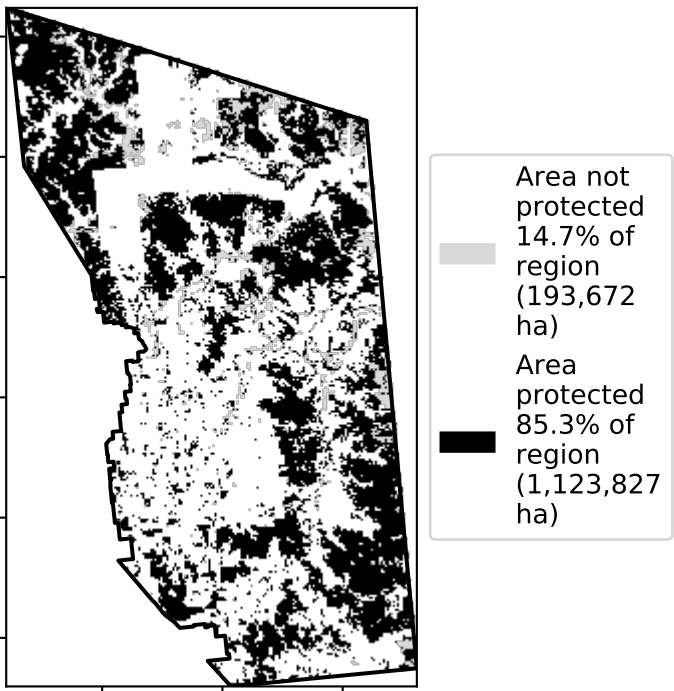 Area not
protected
14.7% of
region
(193,672
ha)
Area
protected
85.3% of
region
(1,123,827
ha)